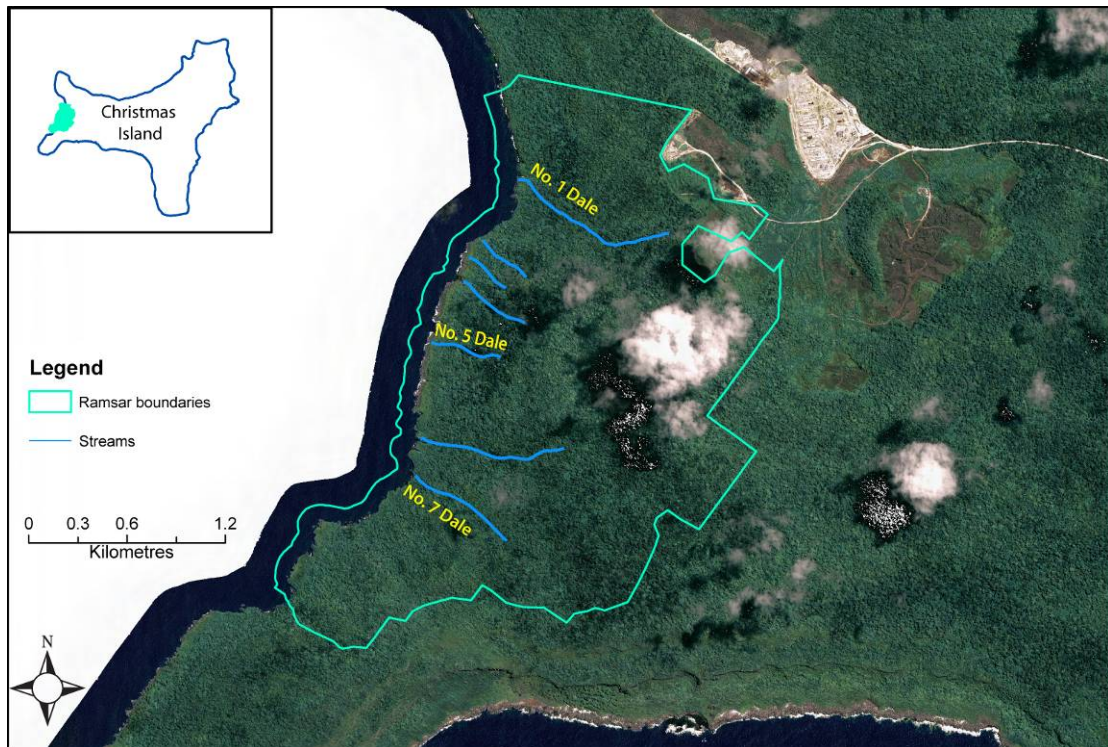 Christmas
Island
No. 1 Dale
No. 5 Dale
No. 7 Dale
Legend
Ramsar boundaries
Streams
0 0.3 0.6 1.2
Kilometres
N